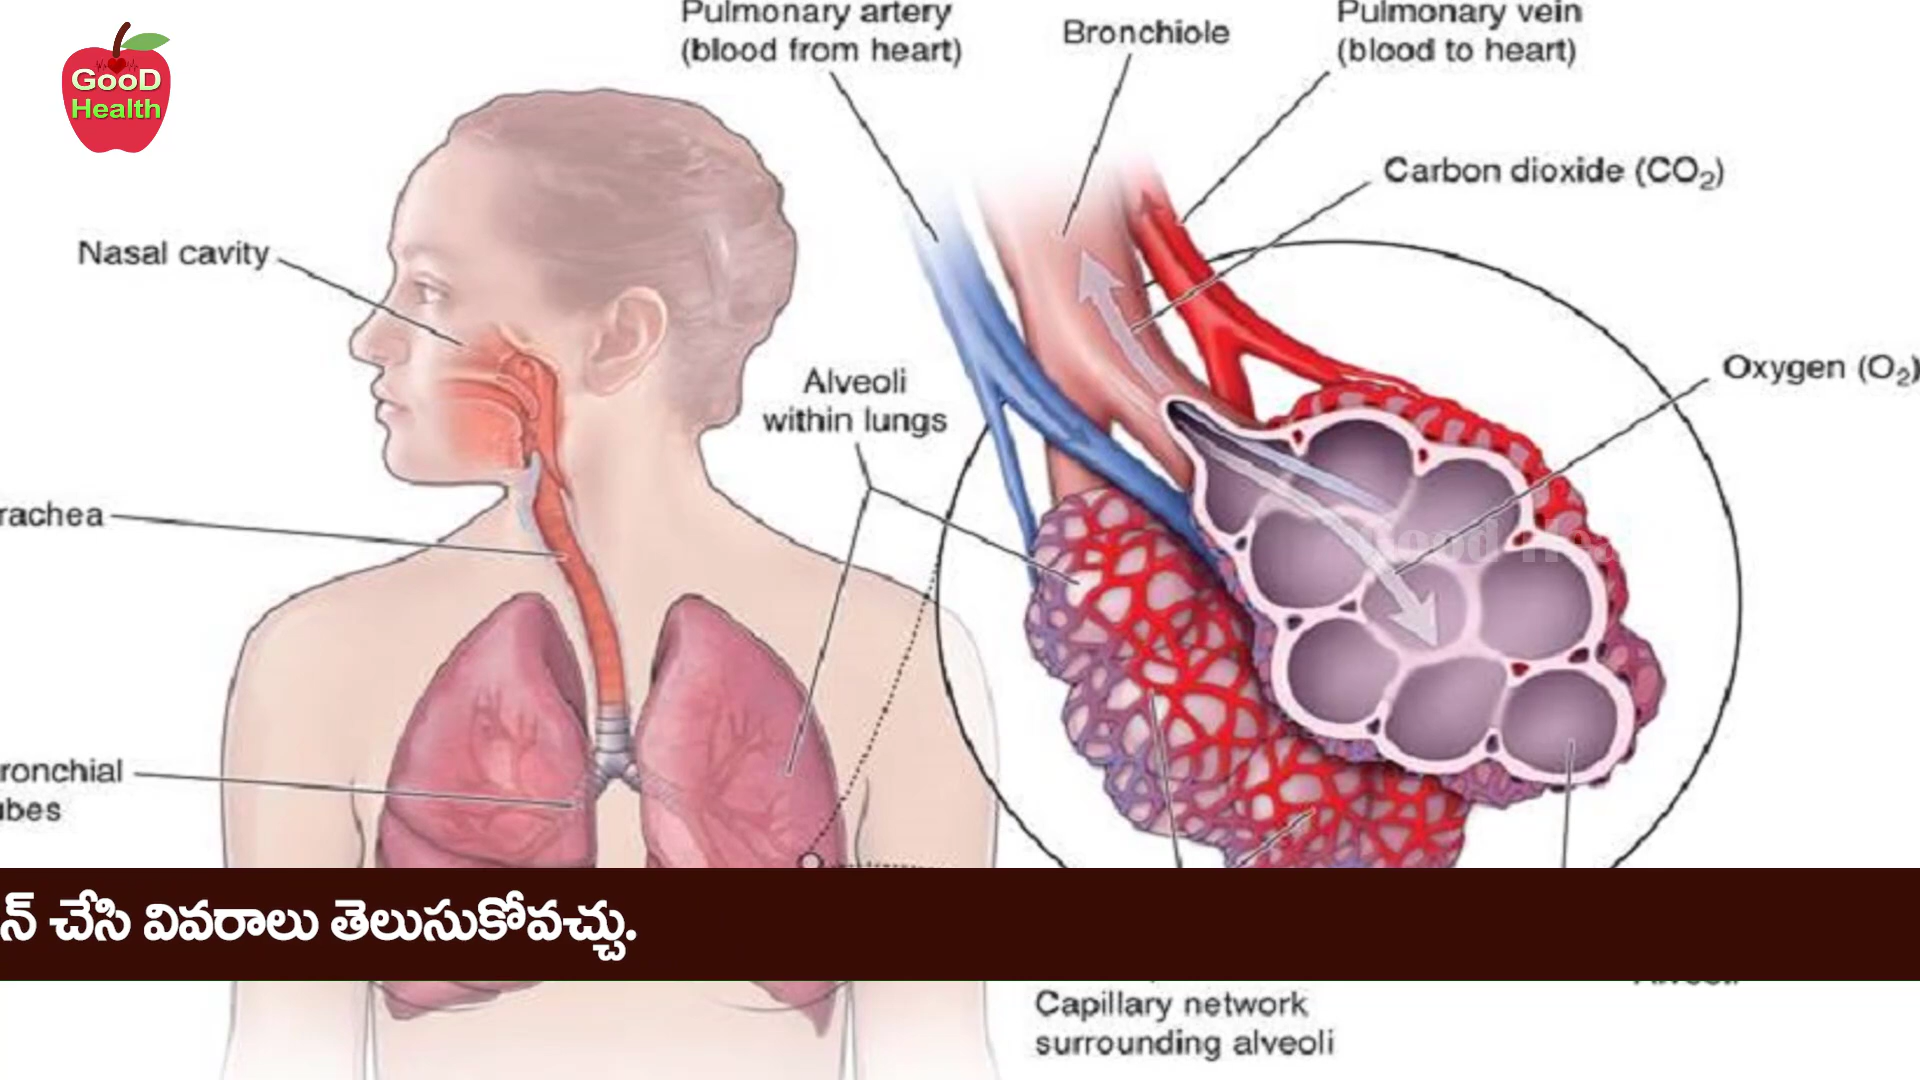 GooD
Health
Pulmonary artery
(blood from heart)
Bronchiole
Pulmonary vein
(blood to heart)
Carbon dioxide (CO₂)
Nasal cavity
Oxygen (O₂)
Alveoli
within lungs
rachea
ronchial
ubes
న్ చేసి వివరాలు తెలుసుకోవచ్చు.
Capillary network
surrounding alveoli